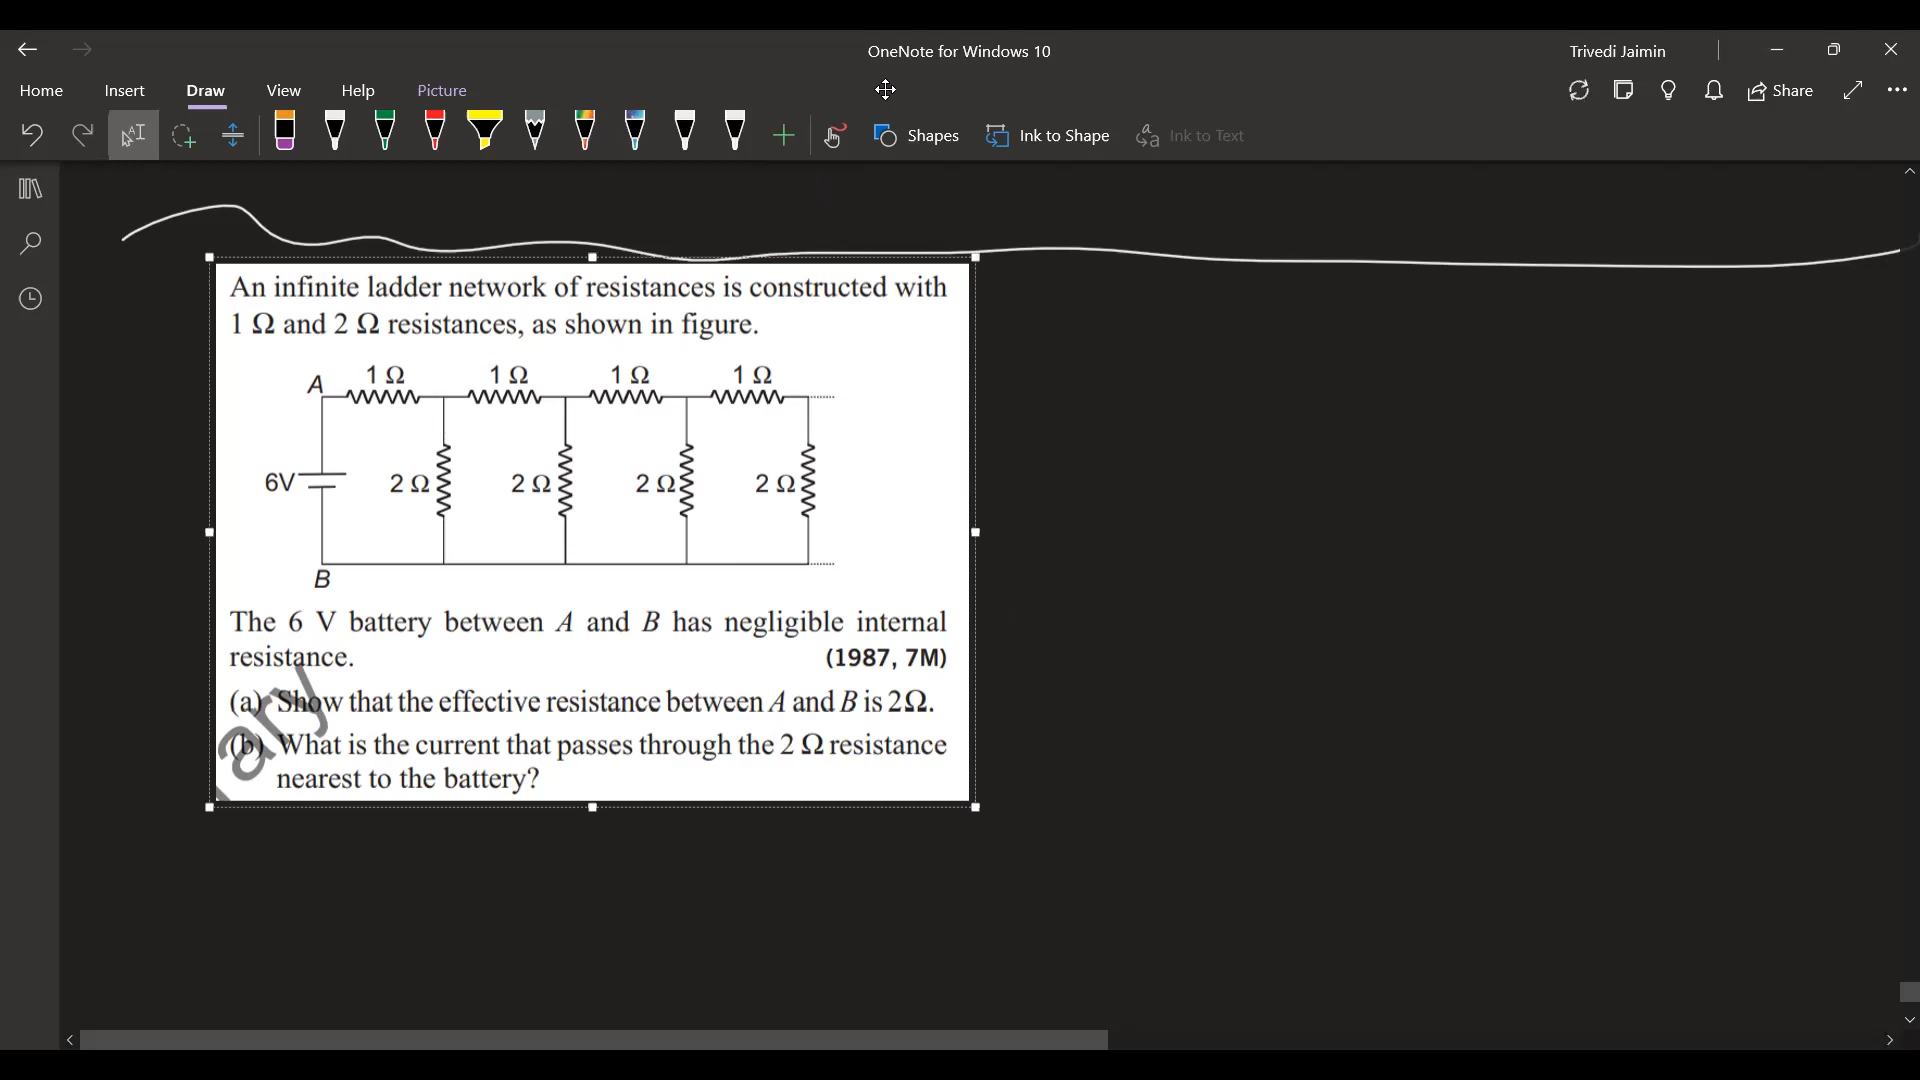 OneNote for Windows 10
Trivedi Jaimin
Home Insert Draw View Help Picture
Share
Shapes Ink to Shape Ink to Text
An infinite ladder network of resistances is constructed with
1 Ω and 2 Ω resistances, as shown in figure.
A 1 Ω 1 Ω 1 Ω 1 Ω
6V 2 Ω 2 Ω 2 Ω 2 Ω
B
The 6 V battery between A and B has negligible internal
resistance. (1987, 7M)
(a) Show that the effective resistance between A and B is 2Ω.
(b) What is the current that passes through the 2 Ω resistance
nearest to the battery?
ary